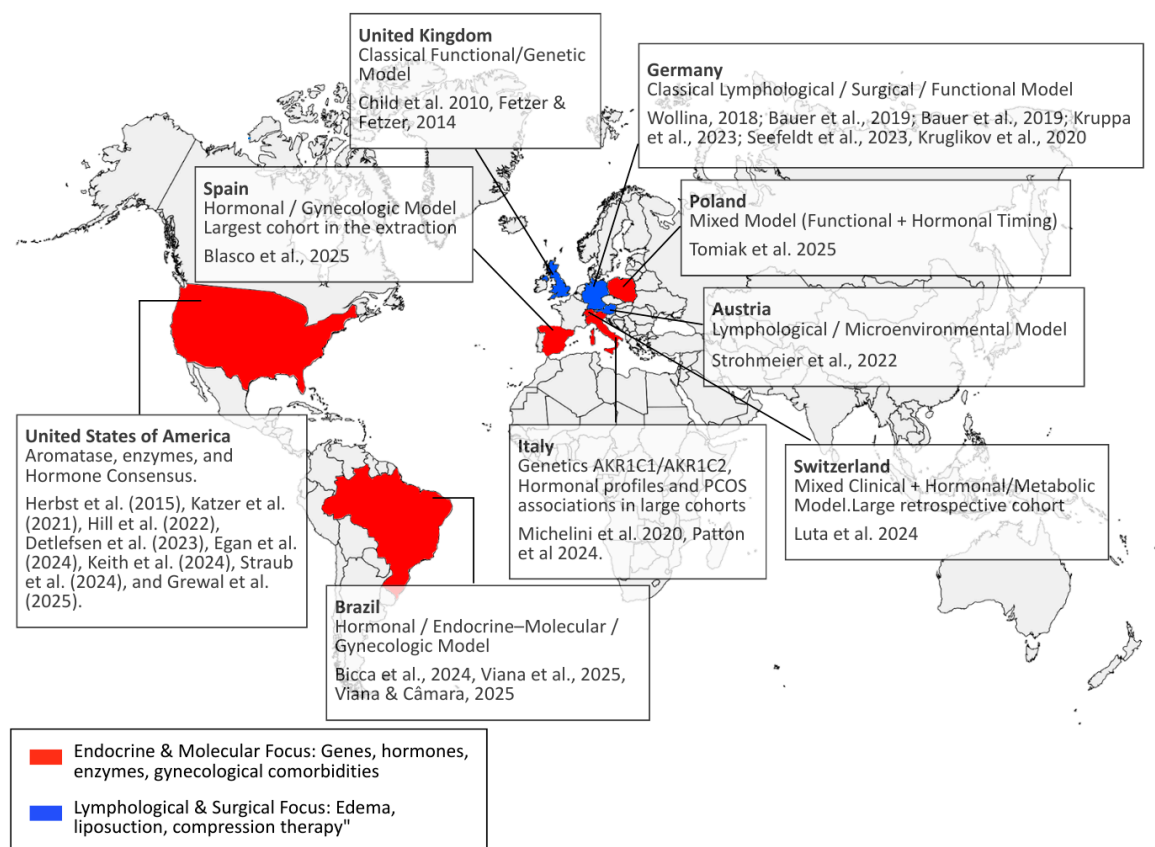 United Kingdom
Classical Functional/Genetic
Model
Child et al. 2010, Fetzer &
Fetzer, 2014
Germany
Classical Lymphological / Surgical / Functional Model
Wollina, 2018; Bauer et al., 2019; Bauer et al., 2019; Kruppa
et al., 2023; Seefeldt et al., 2023, Kruglikov et al., 2020
Spain
Hormonal / Gynecologic Model
Largest cohort in the extraction
Blasco et al., 2025
Poland
Mixed Model (Functional + Hormonal Timing)
Tomiak et al. 2025
Austria
Lymphological / Microenvironmental Model
Strohmeier et al., 2022
United States of America
Aromatase, enzymes, and
Hormone Consensus.
Herbst et al. (2015), Katzer et al.
(2021), Hill et al. (2022),
Detlefsen et al. (2023), Egan et al.
(2024), Keith et al. (2024), Straub
et al. (2024), and Grewal et al.
(2025).
Italy
Genetics AKR1C1/AKR1C2,
Hormonal profiles and PCOS
associations in large cohorts
Michelini et al. 2020, Patton
et al 2024.
Switzerland
Mixed Clinical + Hormonal/Metabolic
Model.Large retrospective cohort
Luta et al. 2024
Brazil
Hormonal / Endocrine–Molecular /
Gynecologic Model
Bicca et al., 2024, Viana et al., 2025,
Viana & Câmara, 2025
Endocrine & Molecular Focus: Genes, hormones,
enzymes, gynecological comorbidities
Lymphological & Surgical Focus: Edema,
liposuction, compression therapy"